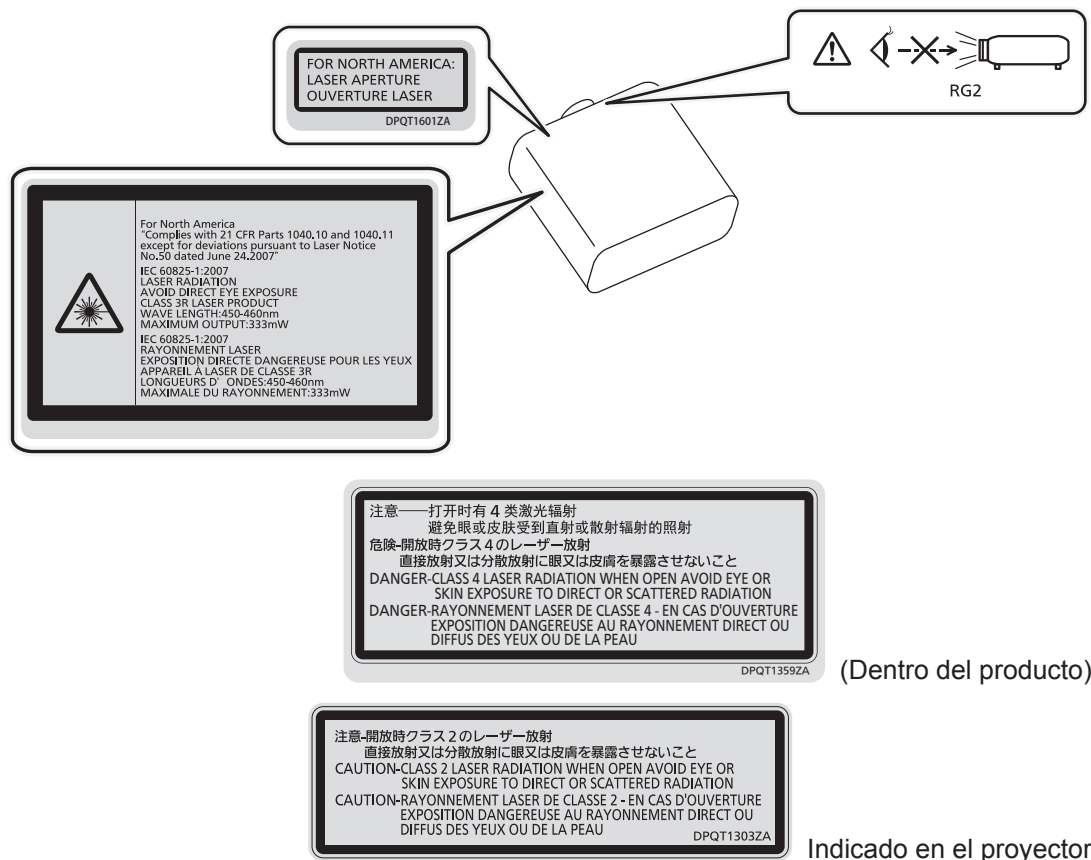 FOR NORTH AMERICA:
LASER APERTURE
OUVERTURE LASER
DPQT1601ZA
RG2
For North America
"Complies with 21 CFR Parts 1040.10 and 1040.11
except for deviations pursuant to Laser Notice
No.50 dated June 24.2007"
IEC 60825-1:2007
LASER RADIATION
AVOID DIRECT EYE EXPOSURE
CLASS 3R LASER PRODUCT
WAVE LENGTH:450-460nm
MAXIMUM OUTPUT:333mW
IEC 60825-1:2007
RAYONNEMENT LASER
EXPOSITION DIRECTE DANGEREUSE POUR LES YEUX
APPAREIL À LASER DE CLASSE 3R
LONGUEURS D' ONDES:450-460nm
MAXIMALE DU RAYONNEMENT:333mW
注意——打开时有 4 类激光辐射
避免眼或皮肤受到直射或散射辐射的照射
危険-開放時クラス4のレーザー放射
直接放射又は分散放射に眼又は皮膚を暴露させないこと
DANGER-CLASS 4 LASER RADIATION WHEN OPEN AVOID EYE OR
SKIN EXPOSURE TO DIRECT OR SCATTERED RADIATION
DANGER-RAYONNEMENT LASER DE CLASSE 4 - EN CAS D'OUVERTURE
EXPOSITION DANGEREUSE AU RAYONNEMENT DIRECT OU
DIFFUS DES YEUX OU DE LA PEAU
DPQT1359ZA
(Dentro del producto)
注意-開放時クラス2のレーザー放射
直接放射又は分散放射に眼又は皮膚を暴露させないこと
CAUTION-CLASS 2 LASER RADIATION WHEN OPEN AVOID EYE OR
SKIN EXPOSURE TO DIRECT OR SCATTERED RADIATION
CAUTION-RAYONNEMENT LASER DE CLASSE 2 - EN CAS D'OUVERTURE
EXPOSITION DANGEREUSE AU RAYONNEMENT DIRECT OU
DIFFUS DES YEUX OU DE LA PEAU
DPQT1303ZA
Indicado en el proyector